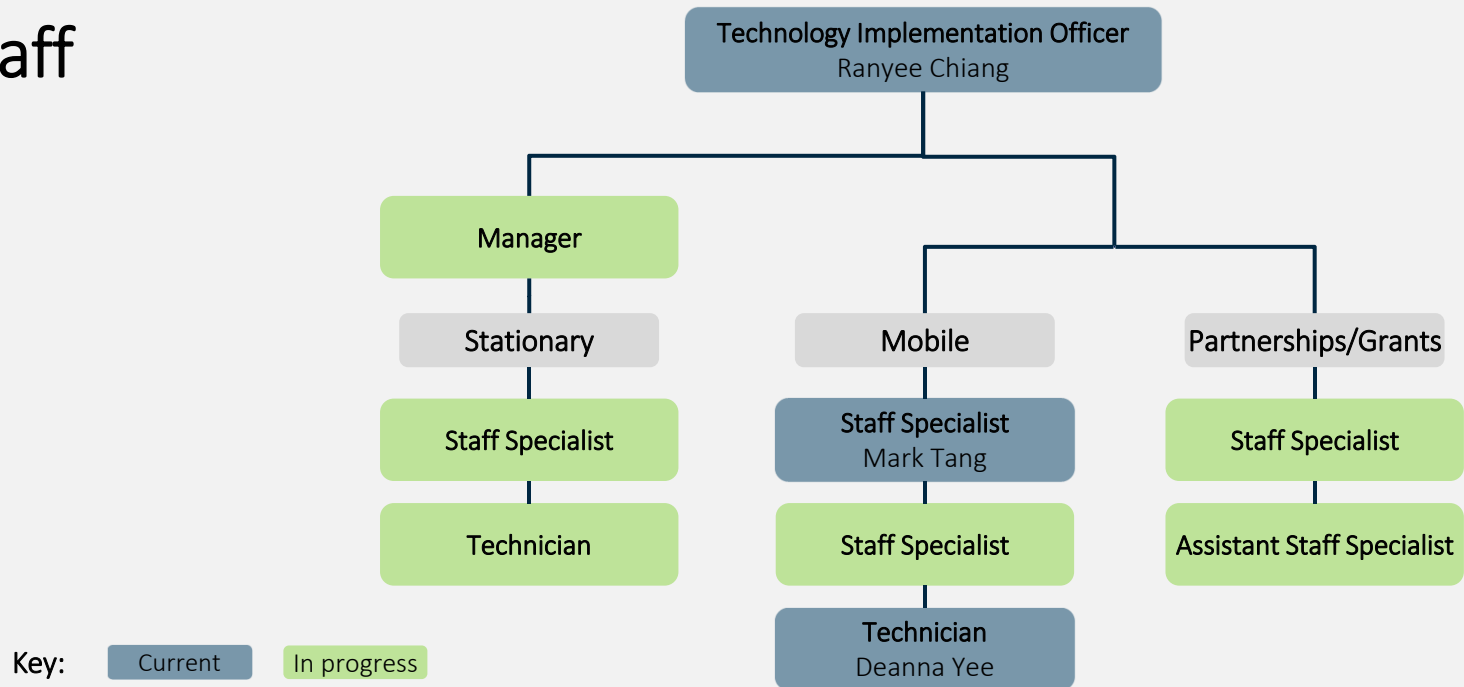 aff
Technology Implementation Officer
Ranyee Chiang
Manager
Stationary
Mobile
Partnerships/Grants
Staff Specialist
Staff Specialist
Mark Tang
Staff Specialist
Technician
Staff Specialist
Assistant Staff Specialist
Technician
Deanna Yee
Key:
Current
In progress